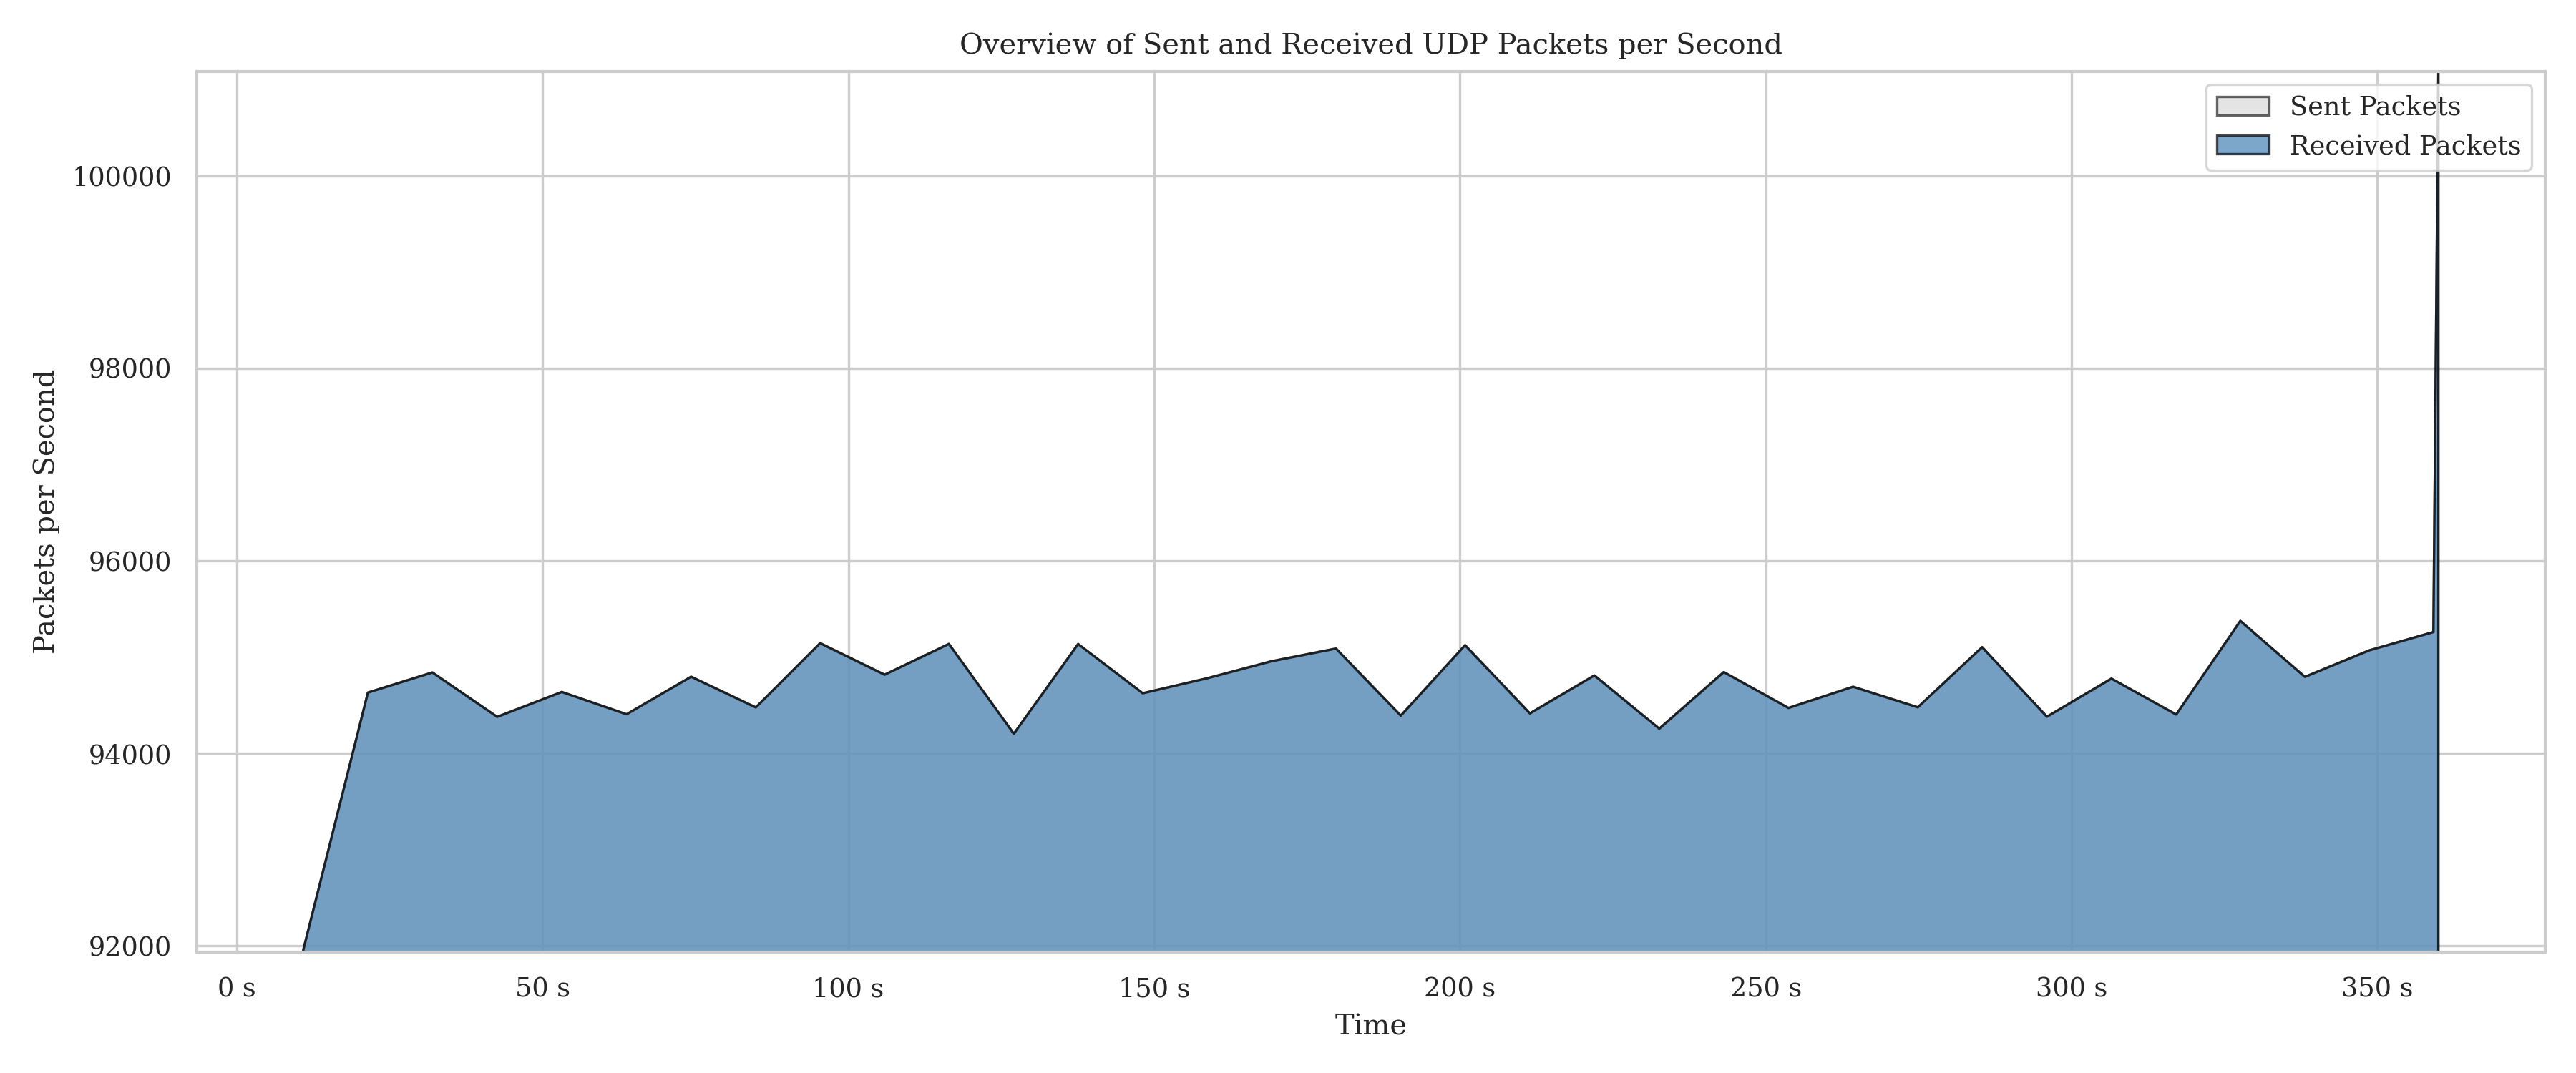 Overview of Sent and Received UDP Packets per Second
Sent Packets
Received Packets
Packets per Second
100000
98000
96000
94000
92000
0 s
50 s
100 s
150 s
200 s
250 s
300 s
350 s
Time